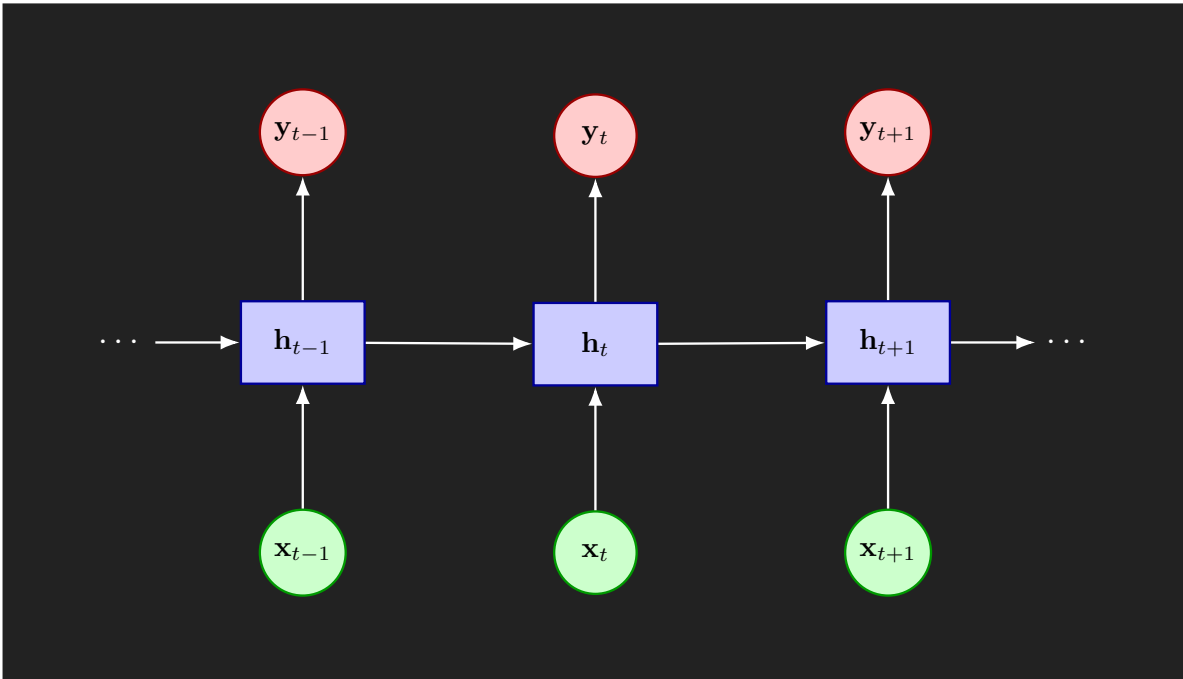 y_{t−1} y_t y_{t+1}
··· h_{t−1} h_t h_{t+1} ···
x_{t−1} x_t x_{t+1}